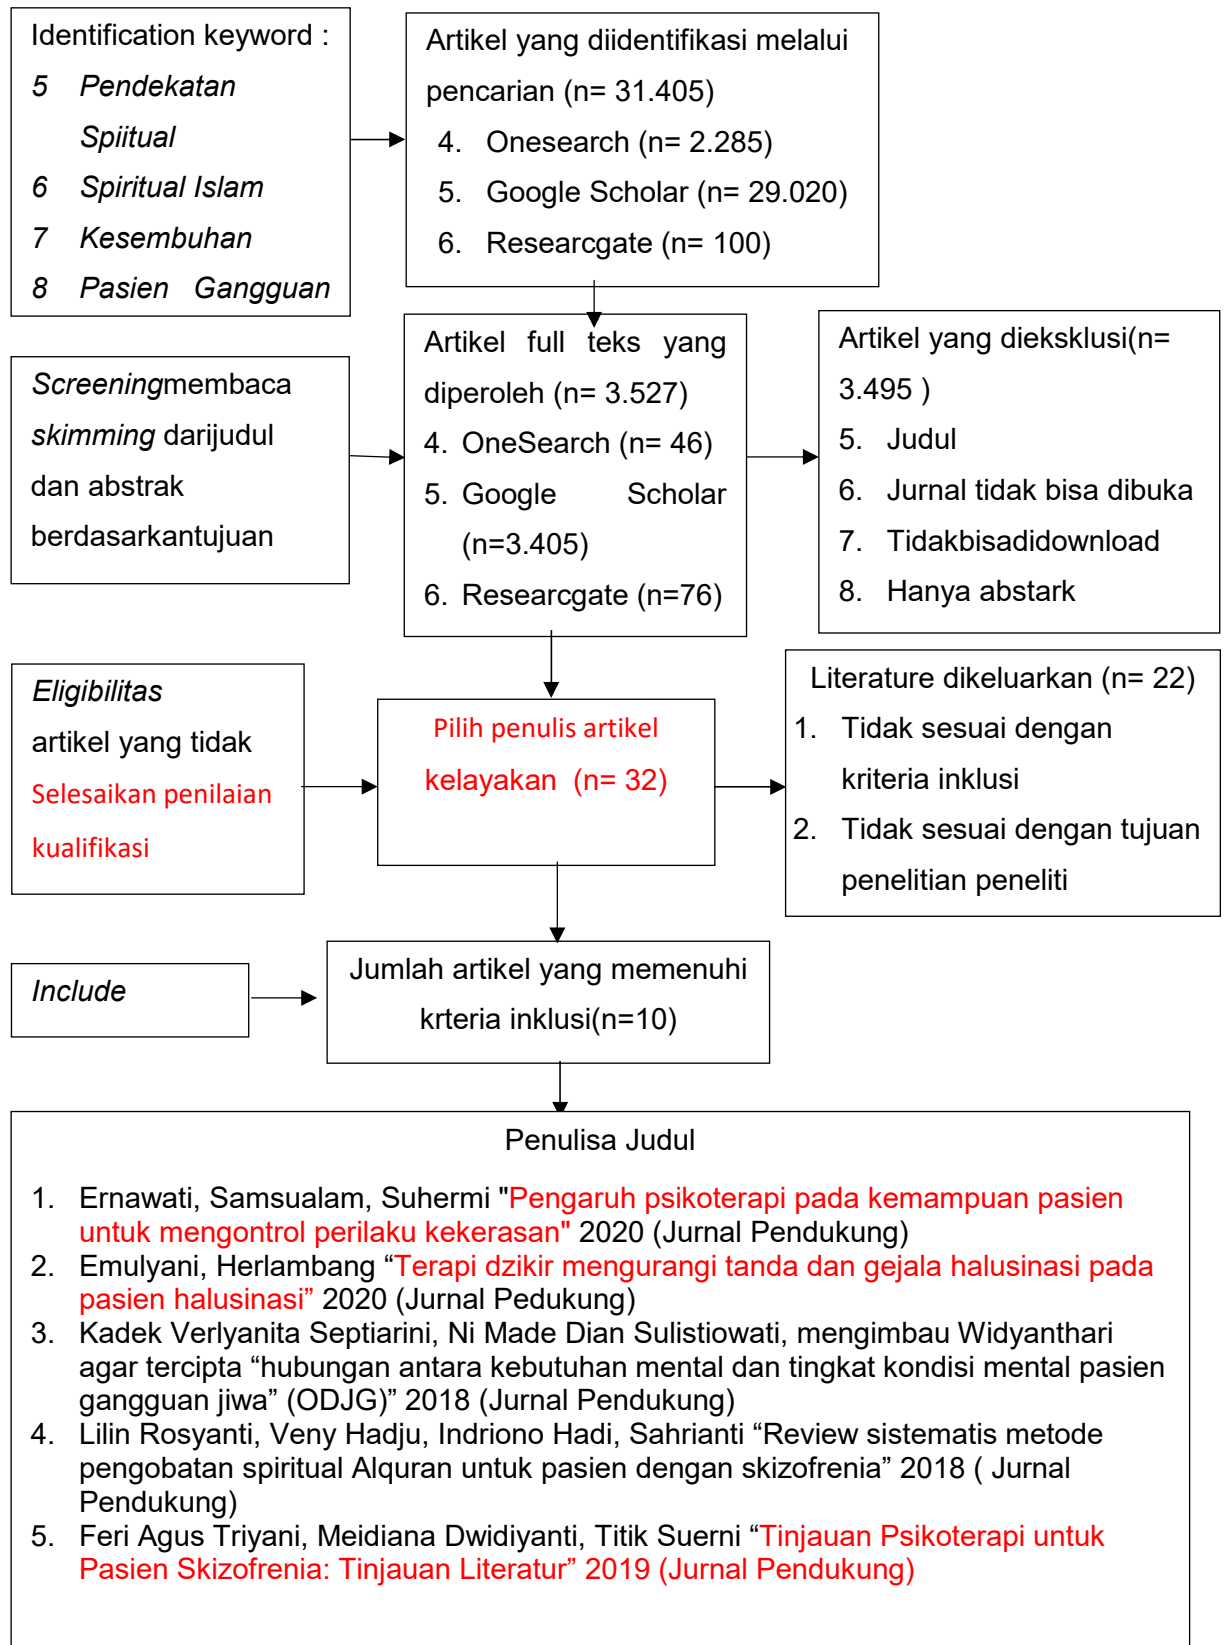 Identification keyword :
5 Pendekatan
Spiitual
6 Spiritual Islam
7 Kesembuhan
8 Pasien Gangguan
Artikel yang diidentifikasi melalui
pencarian (n= 31.405)
4. Onesearch (n= 2.285)
5. Google Scholar (n= 29.020)
6. Researcgate (n= 100)
Screeningmembaca
skimming darijudul
dan abstrak
berdasarkantujuan
Artikel full teks yang
diperoleh (n= 3.527)
4. OneSearch (n= 46)
5. Google Scholar
(n=3.405)
6. Researcgate (n=76)
Artikel yang dieksklusi(n=
3.495 )
5. Judul
6. Jurnal tidak bisa dibuka
7. Tidakbisadidownload
8. Hanya abstark
Eligibilitas
artikel yang tidak
Selesaikan penilaian
kualifikasi
Pilih penulis artikel
kelayakan (n= 32)
Literature dikeluarkan (n= 22)
1. Tidak sesuai dengan
kriteria inklusi
2. Tidak sesuai dengan tujuan
penelitian peneliti
Include
Jumlah artikel yang memenuhi
krteria inklusi(n=10)
Penulisa Judul
1. Ernawati, Samsualam, Suhermi "Pengaruh psikoterapi pada kemampuan pasien
untuk mengontrol perilaku kekerasan" 2020 (Jurnal Pendukung)
2. Emulyani, Herlambang “Terapi dzikir mengurangi tanda dan gejala halusinasi pada
pasien halusinasi” 2020 (Jurnal Pedukung)
3. Kadek Verlyanita Septiarini, Ni Made Dian Sulistiowati, mengimbau Widyanthari
agar tercipta “hubungan antara kebutuhan mental dan tingkat kondisi mental pasien
gangguan jiwa” (ODJG)” 2018 (Jurnal Pendukung)
4. Lilin Rosyanti, Veny Hadju, Indriono Hadi, Sahrianti “Review sistematis metode
pengobatan spiritual Alquran untuk pasien dengan skizofrenia” 2018 ( Jurnal
Pendukung)
5. Feri Agus Triyani, Meidiana Dwidiyanti, Titik Suerni “Tinjauan Psikoterapi untuk
Pasien Skizofrenia: Tinjauan Literatur” 2019 (Jurnal Pendukung)